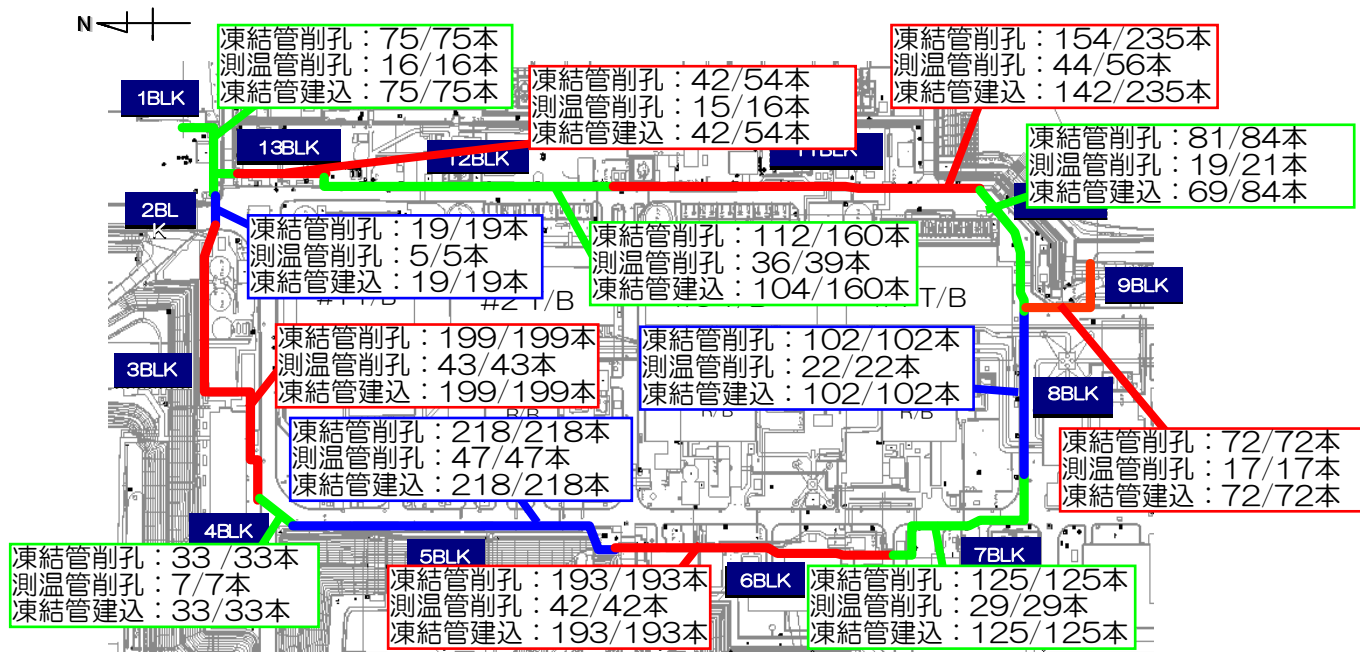 N
凍結管削孔：75/75本
測温管削孔：16/16本
凍結管建込：75/75本
凍結管削孔：154/235本
測温管削孔：44/56本
凍結管建込：142/235本
凍結管削孔：42/54本
測温管削孔：15/16本
凍結管建込：42/54本
1BLK
13BLK
12BLK
11BLK
凍結管削孔：81/84本
測温管削孔：19/21本
凍結管建込：69/84本
2BL
K
凍結管削孔：19/19本
測温管削孔：5/5本
凍結管建込：19/19本
凍結管削孔：112/160本
測温管削孔：36/39本
凍結管建込：104/160本
9BLK
#2 T/B
T/B
凍結管削孔：199/199本
測温管削孔：43/43本
凍結管建込：199/199本
凍結管削孔：102/102本
測温管削孔：22/22本
凍結管建込：102/102本
3BLK
8BLK
R/B
R/B
R/B
凍結管削孔：218/218本
測温管削孔：47/47本
凍結管建込：218/218本
凍結管削孔：72/72本
測温管削孔：17/17本
凍結管建込：72/72本
4BLK
5BLK
6BLK
7BLK
凍結管削孔：33 /33本
測温管削孔：7/7本
凍結管建込：33/33本
凍結管削孔：193/193本
測温管削孔：42/42本
凍結管建込：193/193本
凍結管削孔：125/125本
測温管削孔：29/29本
凍結管建込：125/125本